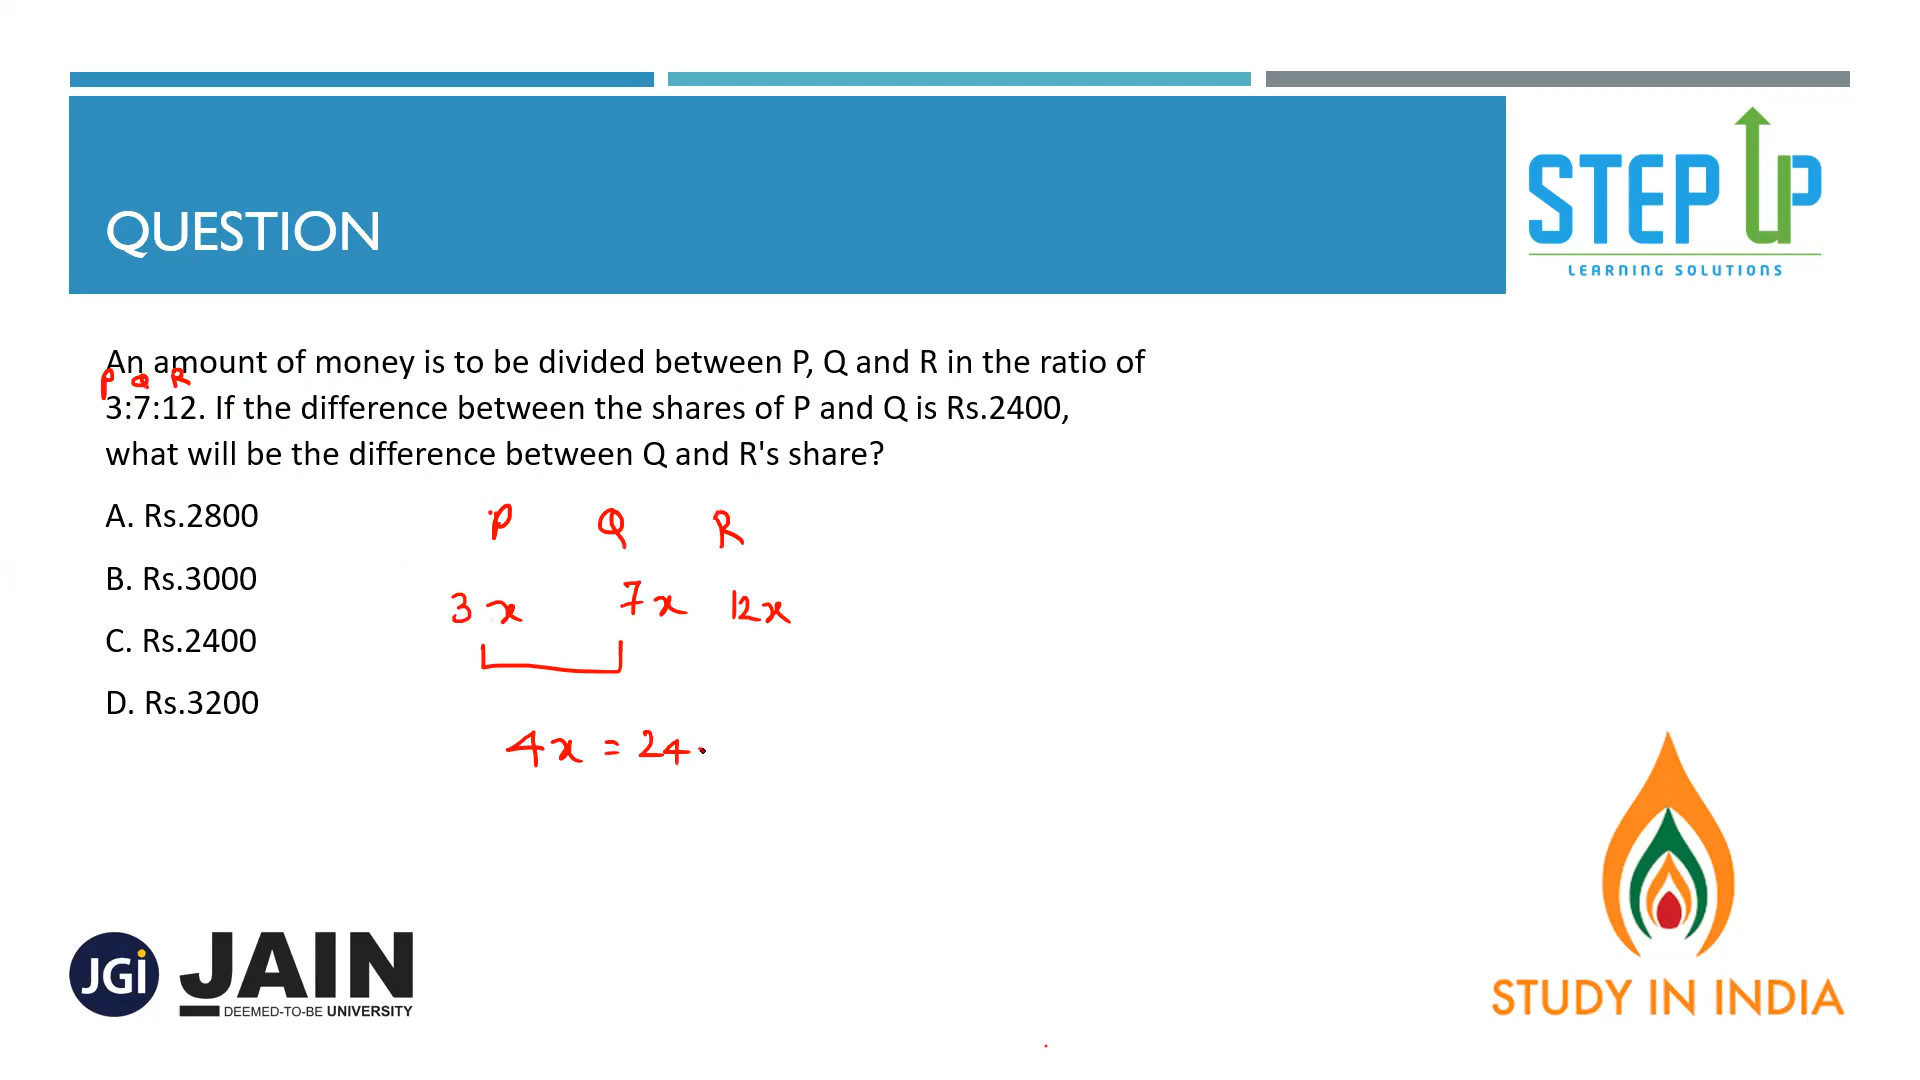 STEP UP
LEARNING SOLUTIONS
QUESTION
An amount of money is to be divided between P, Q and R in the ratio of
P Q R
3:7:12. If the difference between the shares of P and Q is Rs.2400,
what will be the difference between Q and R's share?
A. Rs.2800
B. Rs.3000
C. Rs.2400
D. Rs.3200
P Q R
3x 7x 12x
4x = 24
JGi JAIN
DEEMED-TO-BE UNIVERSITY
STUDY IN INDIA